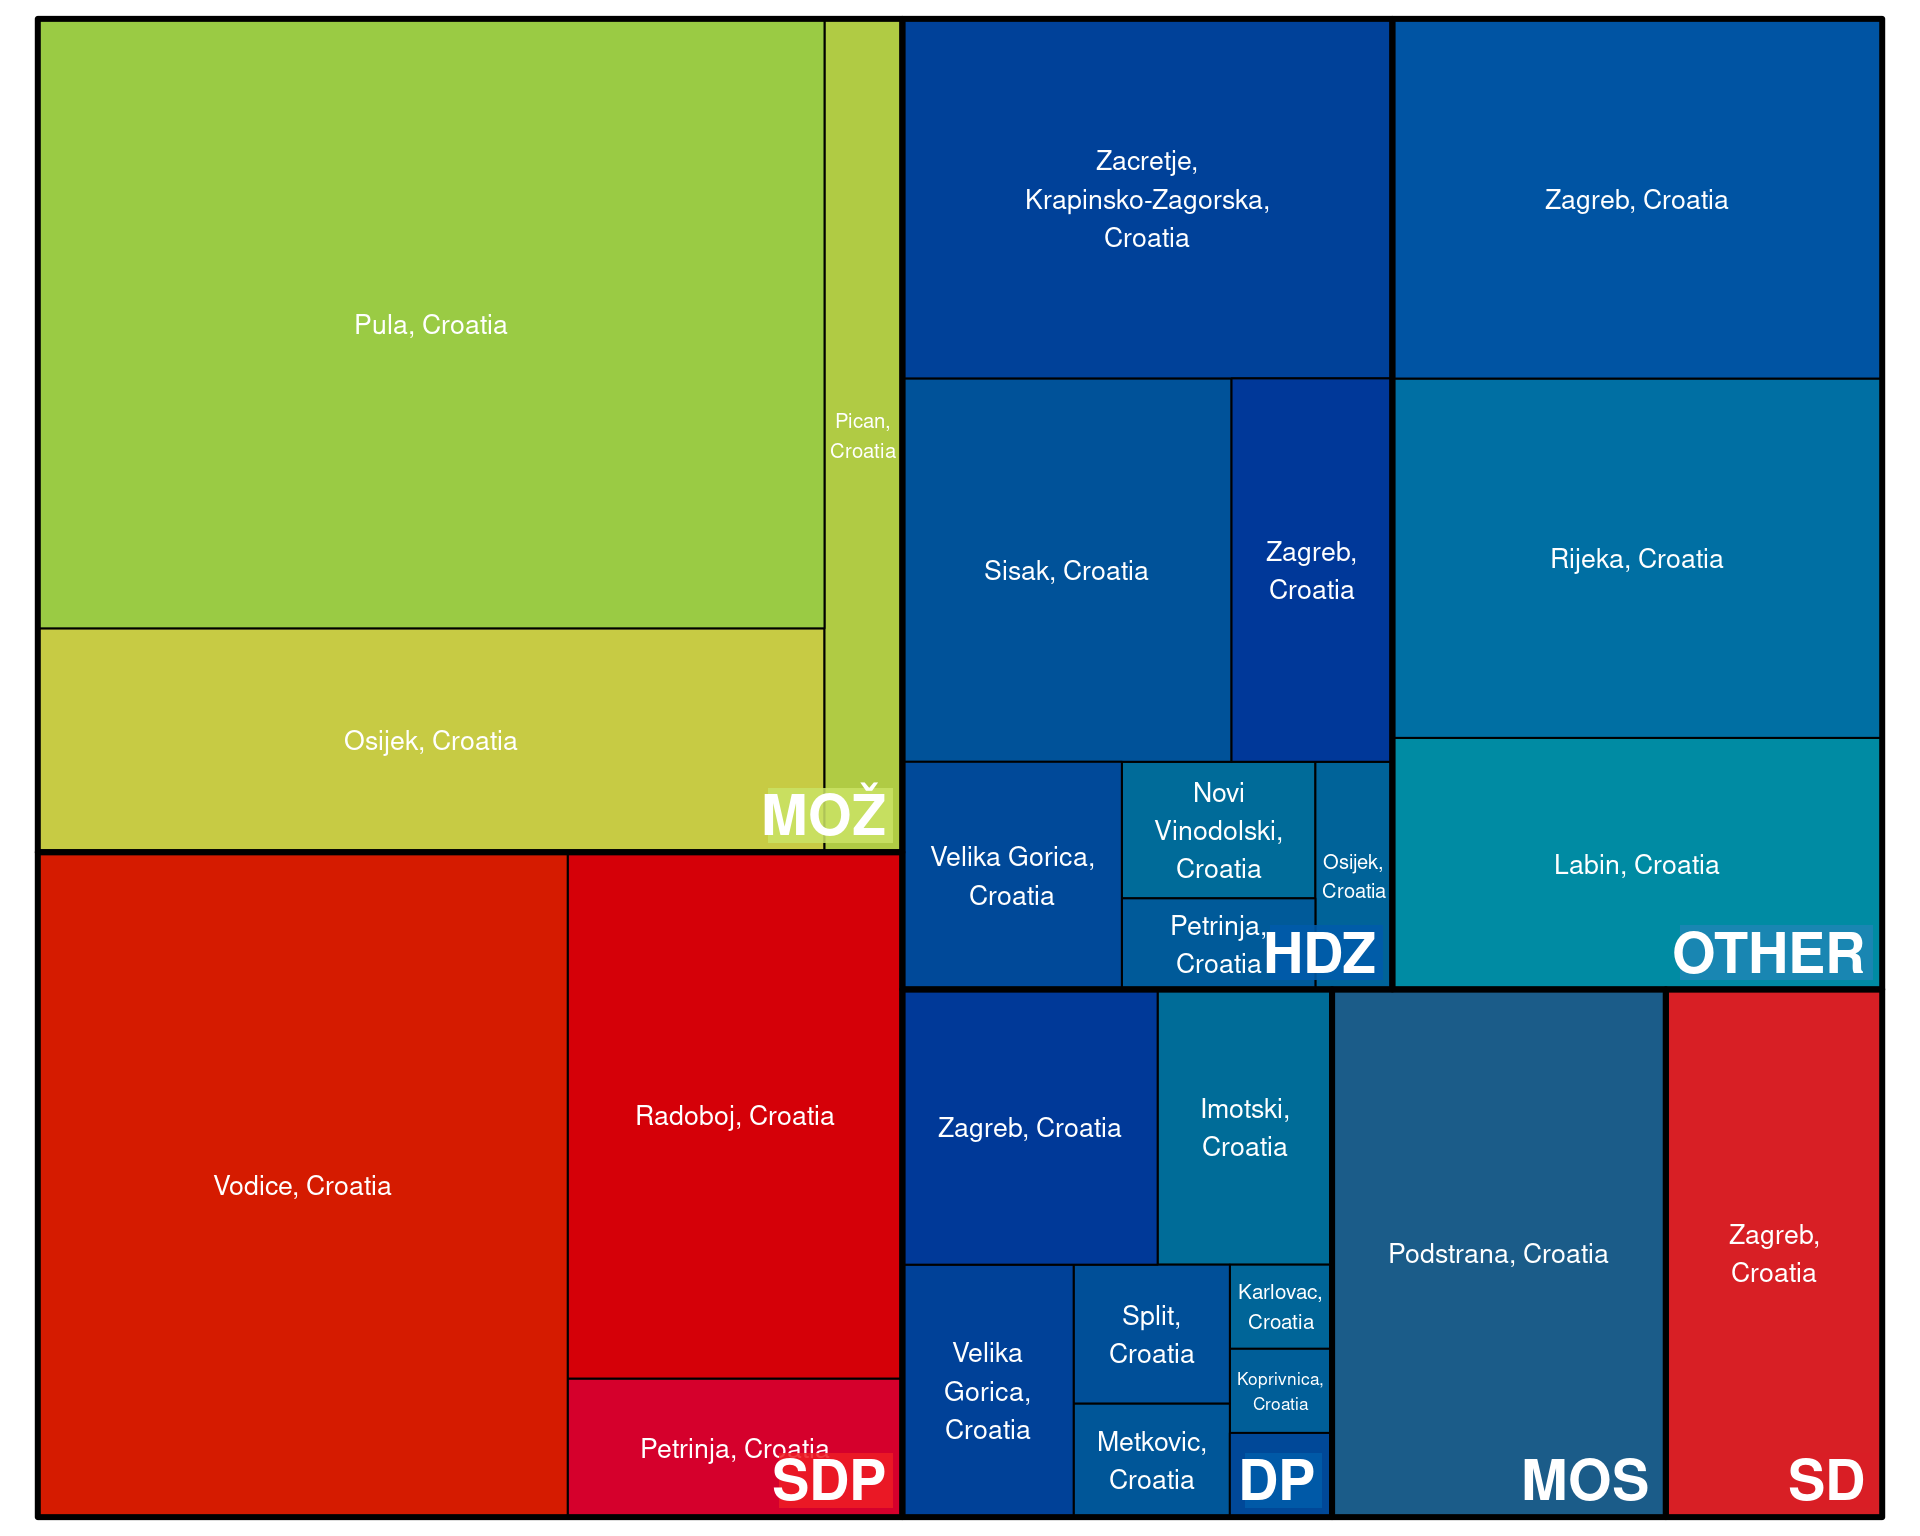 Pula, Croatia
Pican,
Croatia
Osijek, Croatia
MOŽ
Vodice, Croatia
Radoboj, Croatia
Petrinja, Croatia
SDP
Zacretje,
Krapinsko-Zagorska,
Croatia
Sisak, Croatia
Zagreb,
Croatia
Velika Gorica,
Croatia
Novi
Vinodolski,
Croatia
Petrinja,
Croatia
Osijek,
Croatia
HDZ
Zagreb, Croatia
Rijeka, Croatia
Labin, Croatia
OTHER
Zagreb, Croatia
Imotski,
Croatia
Velika
Gorica,
Croatia
Split,
Croatia
Metkovic,
Croatia
Karlovac,
Croatia
Koprivnica,
Croatia
DP
Podstrana, Croatia
MOS
Zagreb,
Croatia
SD